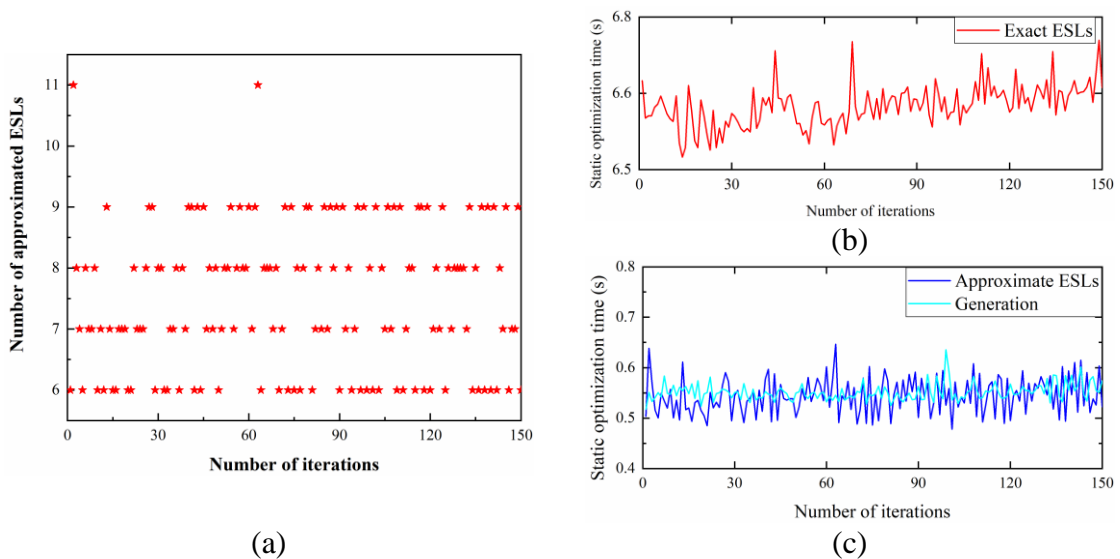 Number of approximated ESLs
11
10
9
8
7
6
0
30
60
90
120
150
Number of iterations
(a)
Static optimization time (s)
6.8
6.6
6.5
Exact ESLs
0
30
60
90
120
150
Number of iterations
(b)
Static optimization time (s)
0.8
0.7
0.6
0.5
0.4
Approximate ESLs
Generation
0
30
60
90
120
150
Number of iterations
(c)